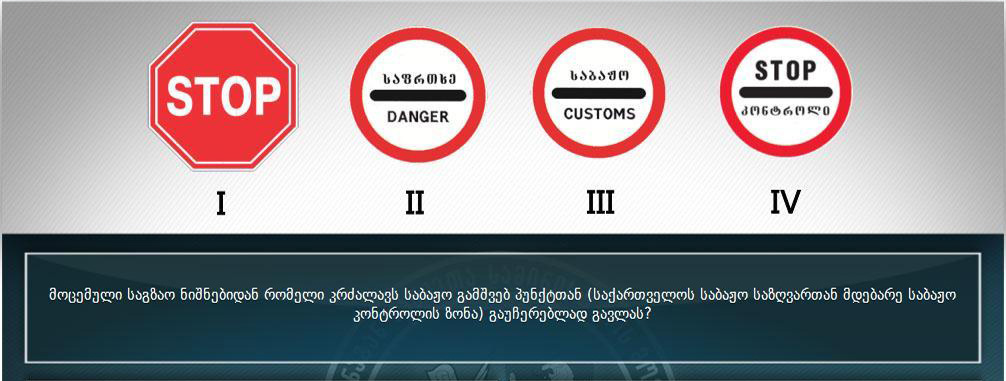 STOP
საფრთხე
DANGER
საბაჟო
CUSTOMS
STOP
კონტროლი
I
II
III
IV
მოცემული საგზაო ნიშნებიდან რომელი კრძალავს საბაჟო გამშვებ პუნქტთან (საქართველოს საბაჟო საზღვართან მდებარე საბაჟო
კონტროლის ზონა) გაუჩერებლად გავლას?